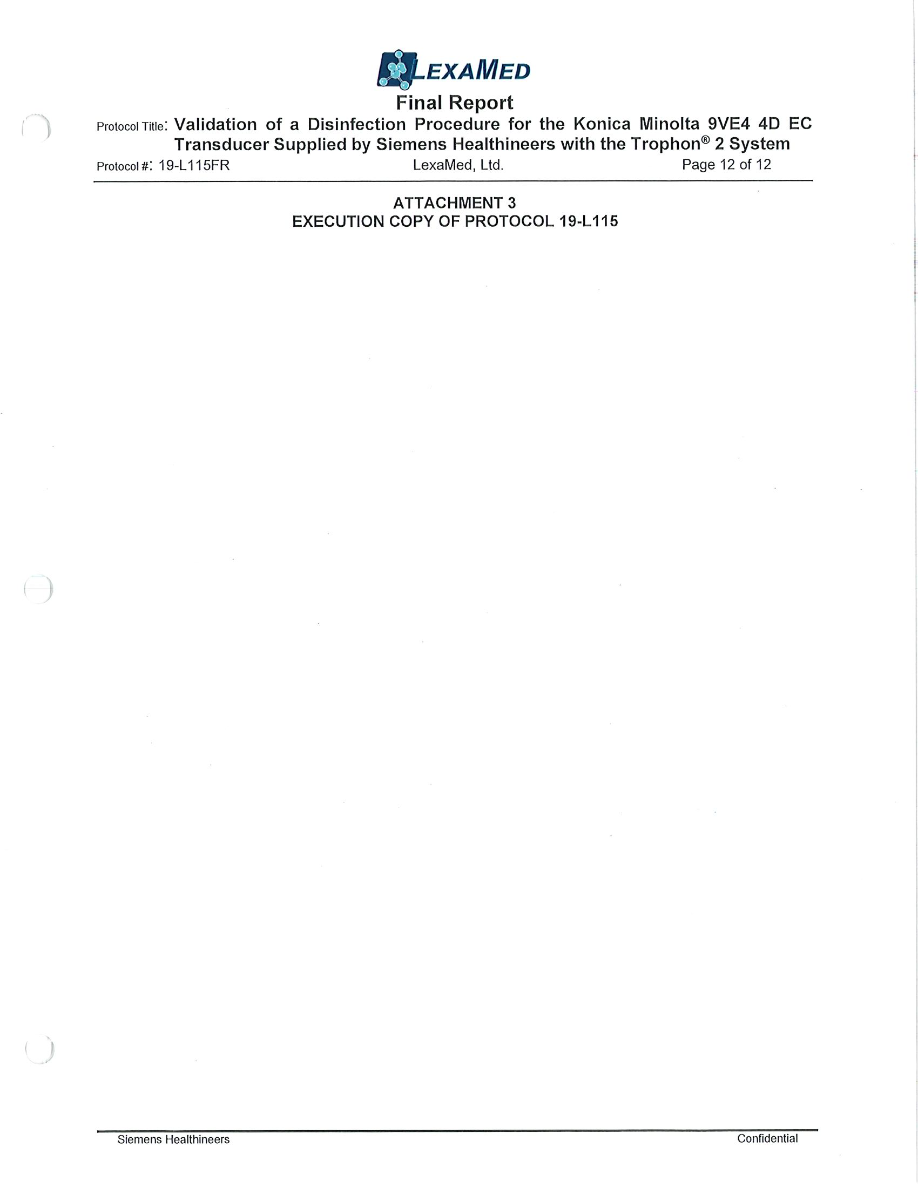 LEXAMED
Final Report
Protocol Title: Validation of a Disinfection Procedure for the Konica Minolta 9VE4 4D EC
Transducer Supplied by Siemens Healthineers with the Trophon® 2 System
Protocol #: 19-L115FR LexaMed, Ltd. Page 12 of 12
ATTACHMENT 3
EXECUTION COPY OF PROTOCOL 19-L115
Siemens Healthineers Confidential